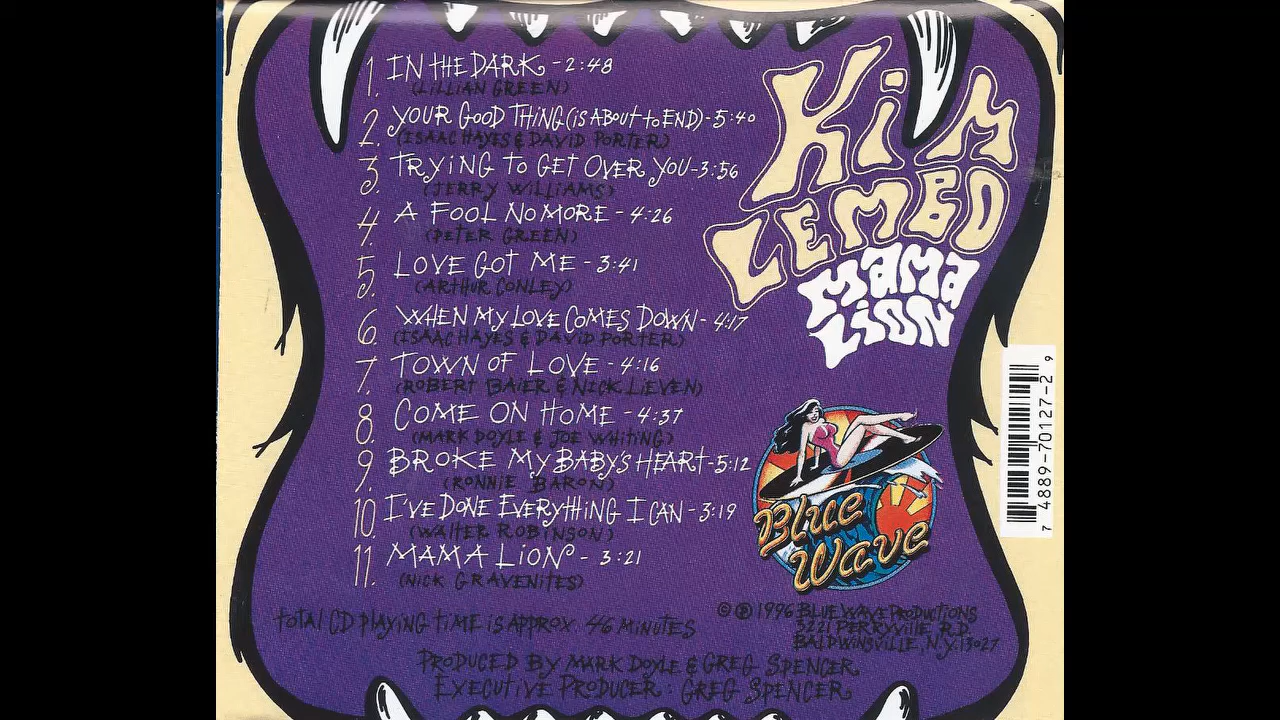 1. IN THE DARK - 2:48
(LILLIAN GREEN)
2. YOUR GOOD THING (IS ABOUT TO END) - 5:40
(ISAAC HAYES & DAVID PORTER)
3. TRYING TO GET OVER YOU - 3:56
(JERRY WILLIAMS)
4. A FOOL NO MORE - 4:26
(PETER GREEN)
5. LOVE GOT ME - 3:41
(ARTHUR CONLEY)
6. WHEN MY LOVE COMES DOWN - 4:17
(ISAAC HAYES & DAVID PORTER)
7. TOWN OF LOVE - 4:16
(ROBERT BAIER & NICK LIEVEN)
8. COME ON HOME - 4:37
(MARK DOYLE & JOE WHITING)
9. BROKE MY BABY'S HEART - 5:12
(RONNIE BARON)
10. I'VE DONE EVERYTHING I CAN - 3:19
(WALTER ROBINSON)
11. MAMA LION - 3:21
(NICK GRAVENITES)
KiM
LEMBO
MAMA
LiON
Blue
Wave
7 4889-70127-2 9
© ℗ 1996 BLUE WAVE PRODUCTIONS
3221 PERRYVILLE RD.
BALDWINSVILLE, N.Y. 13027
TOTAL CD PLAYING TIME IS APPROX. 46 MINUTES
PRODUCED BY MARK DOYLE & GREG SPENCER
EXECUTIVE PRODUCER: GREG SPENCER